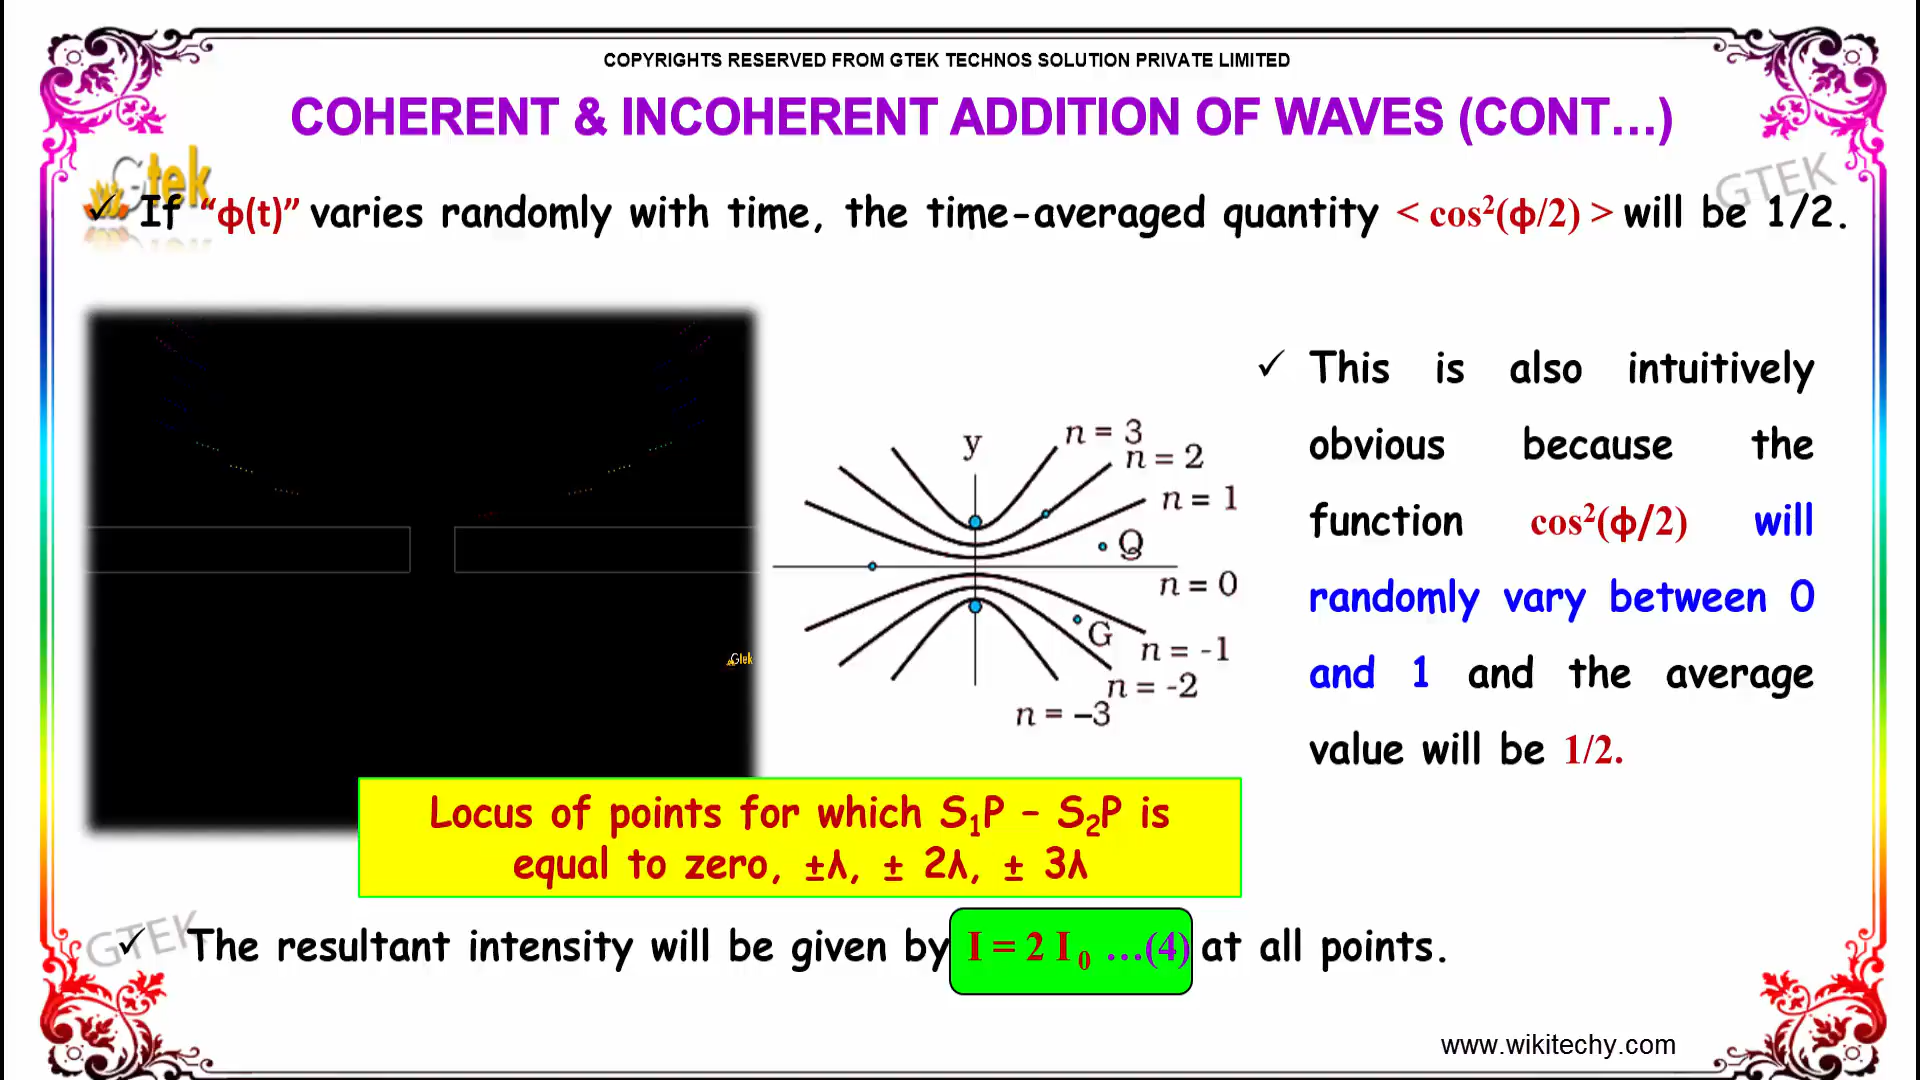 COPYRIGHTS RESERVED FROM GTEK TECHNOS SOLUTION PRIVATE LIMITED
COHERENT & INCOHERENT ADDITION OF WAVES (CONT...)
Gtek
GTEK
✓ If “ϕ(t)” varies randomly with time, the time-averaged quantity < cos²(ϕ/2) > will be 1/2.
✓ This is also intuitively
obvious because the
function cos²(ϕ/2) will
randomly vary between 0
and 1 and the average
value will be 1/2.
y
n = 3
n = 2
n = 1
Q
n = 0
G
n = -1
n = -2
n = –3
Gtek
Locus of points for which S₁P – S₂P is
equal to zero, ±λ, ± 2λ, ± 3λ
GTEK
✓ The resultant intensity will be given by I = 2 I₀ ...(4) at all points.
www.wikitechy.com